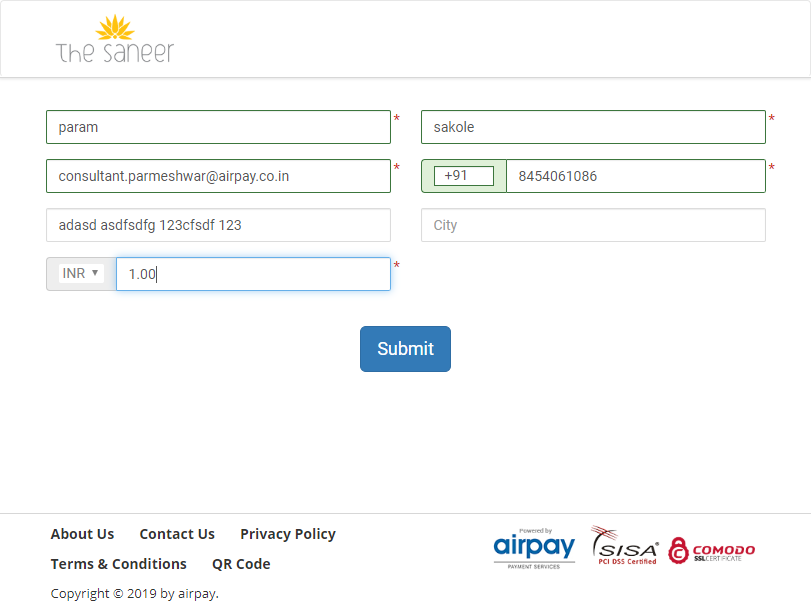 The Saneer
param *
sakole *
consultant.parmeshwar@airpay.co.in *
+91 8454061086 *
adasd asdfsdfg 123cfsdf 123
City
INR ▼ 1.00 *
Submit
About Us Contact Us Privacy Policy
Terms & Conditions QR Code
Copyright © 2019 by airpay.
Powered by
airpay
PAYMENT SERVICES
SISA
PCI DSS Certified
COMODO
SSL CERTIFICATE